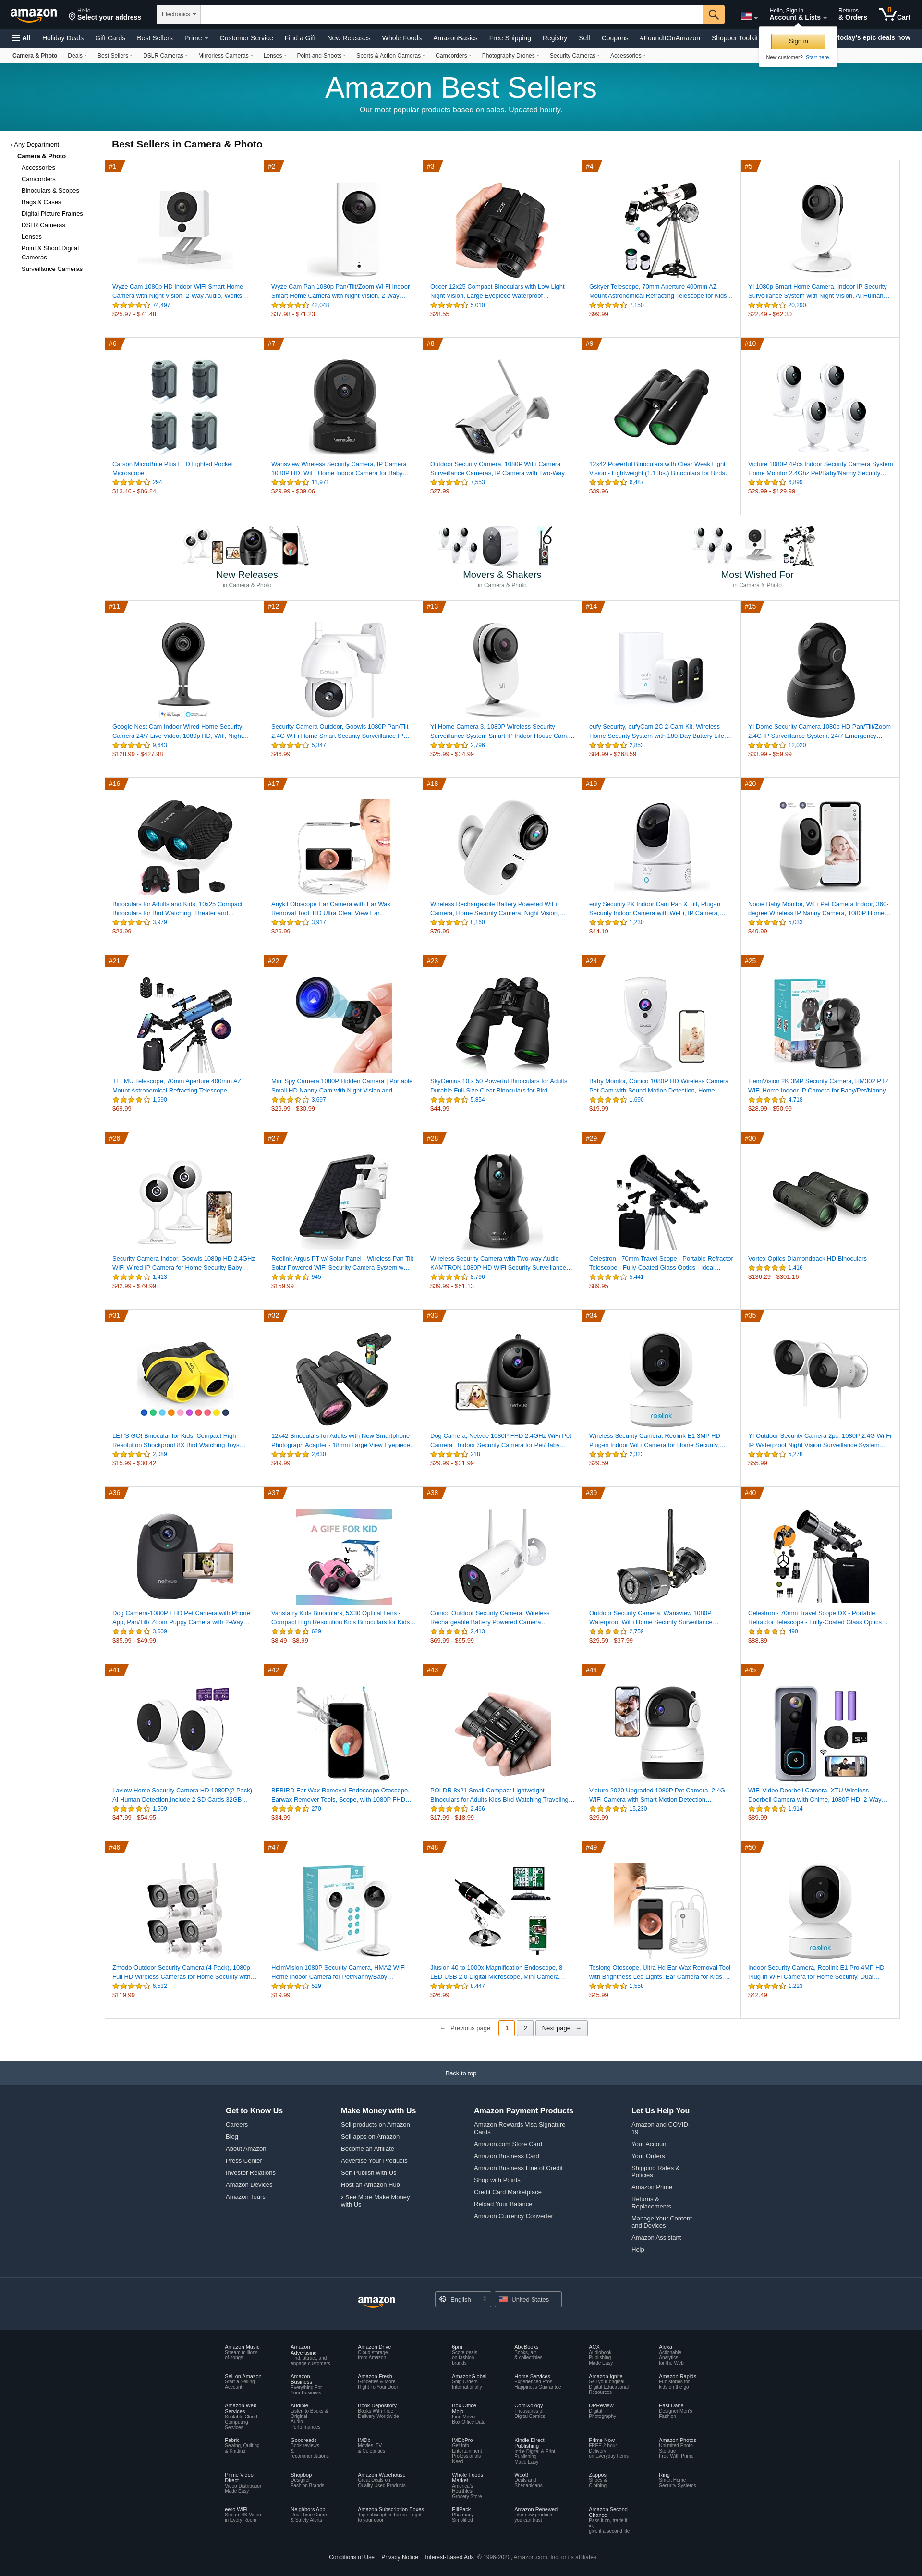 amazon
Hello
Select your address
Electronics
Hello, Sign in
Account & Lists
Returns
& Orders
0
Cart
All
Holiday Deals
Gift Cards
Best Sellers
Prime
Customer Service
Find a Gift
New Releases
Whole Foods
AmazonBasics
Free Shipping
Registry
Sell
Coupons
#FoundItOnAmazon
Shopper Toolkit
today's epic deals now
Sign in
New customer? Start here.
Camera & Photo
Deals
Best Sellers
DSLR Cameras
Mirrorless Cameras
Lenses
Point-and-Shoots
Sports & Action Cameras
Camcorders
Photography Drones
Security Cameras
Accessories
Amazon Best Sellers
Our most popular products based on sales. Updated hourly.
‹ Any Department
Camera & Photo
Accessories
Camcorders
Binoculars & Scopes
Bags & Cases
Digital Picture Frames
DSLR Cameras
Lenses
Point & Shoot Digital
Cameras
Surveillance Cameras
Best Sellers in Camera & Photo
#1
Wyze Cam 1080p HD Indoor WiFi Smart Home
Camera with Night Vision, 2-Way Audio, Works…
74,497
$25.97 - $71.48
#2
Wyze Cam Pan 1080p Pan/Tilt/Zoom Wi-Fi Indoor
Smart Home Camera with Night Vision, 2-Way…
42,048
$37.98 - $71.23
#3
Occer 12x25 Compact Binoculars with Low Light
Night Vision, Large Eyepiece Waterproof…
5,010
$28.55
#4
Gskyer Telescope, 70mm Aperture 400mm AZ
Mount Astronomical Refracting Telescope for Kids…
7,150
$99.99
#5
YI 1080p Smart Home Camera, Indoor IP Security
Surveillance System with Night Vision, AI Human…
20,290
$22.49 - $62.30
#6
Carson MicroBrite Plus LED Lighted Pocket
Microscope
294
$13.46 - $86.24
#7
Wansview Wireless Security Camera, IP Camera
1080P HD, WiFi Home Indoor Camera for Baby…
11,971
$29.99 - $39.06
#8
Outdoor Security Camera, 1080P WiFi Camera
Surveillance Cameras, IP Camera with Two-Way…
7,553
$27.99
#9
12x42 Powerful Binoculars with Clear Weak Light
Vision - Lightweight (1.1 lbs.) Binoculars for Birds…
6,487
$39.96
#10
Victure 1080P 4Pcs Indoor Security Camera System
Home Monitor 2.4Ghz Pet/Baby/Nanny Security…
6,899
$29.99 - $129.99
New Releases
in Camera & Photo
Movers & Shakers
in Camera & Photo
Most Wished For
in Camera & Photo
#11
Google Nest Cam Indoor Wired Home Security
Camera 24/7 Live Video, 1080p HD, Wifi, Night…
9,643
$128.99 - $427.98
#12
Security Camera Outdoor, Goowls 1080P Pan/Tilt
2.4G WiFi Home Smart Security Surveillance IP…
5,347
$46.99
#13
YI Home Camera 3, 1080P Wireless Security
Surveillance System Smart IP Indoor House Cam,…
2,796
$25.99 - $34.99
#14
eufy Security, eufyCam 2C 2-Cam Kit, Wireless
Home Security System with 180-Day Battery Life,…
2,853
$84.99 - $268.59
#15
YI Dome Security Camera 1080p HD Pan/Tilt/Zoom
2.4G IP Surveillance System, 24/7 Emergency…
12,020
$33.99 - $59.99
#16
Binoculars for Adults and Kids, 10x25 Compact
Binoculars for Bird Watching, Theater and…
3,979
$23.99
#17
Anykit Otoscope Ear Camera with Ear Wax
Removal Tool, HD Ultra Clear View Ear…
3,917
$26.99
#18
Wireless Rechargeable Battery Powered WiFi
Camera, Home Security Camera, Night Vision,…
8,160
$79.99
#19
eufy Security 2K Indoor Cam Pan & Tilt, Plug-in
Security Indoor Camera with Wi-Fi, IP Camera,…
1,230
$44.19
#20
Nooie Baby Monitor, WiFi Pet Camera Indoor, 360-
degree Wireless IP Nanny Camera, 1080P Home…
5,033
$49.99
#21
TELMU Telescope, 70mm Aperture 400mm AZ
Mount Astronomical Refracting Telescope…
1,690
$69.99
#22
Mini Spy Camera 1080P Hidden Camera | Portable
Small HD Nanny Cam with Night Vision and…
3,697
$29.99 - $30.99
#23
SkyGenius 10 x 50 Powerful Binoculars for Adults
Durable Full-Size Clear Binoculars for Bird…
5,854
$44.99
#24
Baby Monitor, Conico 1080P HD Wireless Camera
Pet Cam with Sound Motion Detection, Home…
1,690
$19.99
#25
HeimVision 2K 3MP Security Camera, HM302 PTZ
WiFi Home Indoor IP Camera for Baby/Pet/Nanny…
4,718
$28.99 - $50.99
#26
Security Camera Indoor, Goowls 1080p HD 2.4GHz
WiFi Wired IP Camera for Home Security Baby…
1,413
$42.99 - $79.99
#27
Reolink Argus PT w/ Solar Panel - Wireless Pan Tilt
Solar Powered WiFi Security Camera System w…
945
$159.99
#28
Wireless Security Camera with Two-way Audio -
KAMTRON 1080P HD WiFi Security Surveillance…
8,796
$39.99 - $51.13
#29
Celestron - 70mm Travel Scope - Portable Refractor
Telescope - Fully-Coated Glass Optics - Ideal…
5,441
$89.95
#30
Vortex Optics Diamondback HD Binoculars
1,416
$136.29 - $301.16
#31
LET'S GO! Binocular for Kids, Compact High
Resolution Shockproof 8X Bird Watching Toys…
2,089
$15.99 - $30.42
#32
12x42 Binoculars for Adults with New Smartphone
Photograph Adapter - 18mm Large View Eyepiece…
2,630
$49.99
#33
netvue
Dog Camera, Netvue 1080P FHD 2.4GHz WiFi Pet
Camera , Indoor Security Camera for Pet/Baby…
218
$29.99 - $31.99
#34
reolink
Wireless Security Camera, Reolink E1 3MP HD
Plug-in Indoor WiFi Camera for Home Security,…
2,323
$29.59
#35
YI Outdoor Security Camera 2pc, 1080P 2.4G Wi-Fi
IP Waterproof Night Vision Surveillance System…
5,278
$55.99
#36
netvue
Dog Camera-1080P FHD Pet Camera with Phone
App, Pan/Tilt/ Zoom Puppy Camera with 2-Way…
3,609
$35.99 - $49.99
#37
A GIFE FOR KID
Vanstarry Kids Binoculars, 5X30 Optical Lens -
Compact High Resolution Kids Binoculars for Kids…
629
$8.49 - $8.99
#38
Conico Outdoor Security Camera, Wireless
Rechargeable Battery Powered Camera…
2,413
$69.99 - $95.99
#39
Outdoor Security Camera, Wansview 1080P
Waterproof WiFi Home Security Surveillance…
2,759
$29.59 - $37.99
#40
Celestron - 70mm Travel Scope DX - Portable
Refractor Telescope - Fully-Coated Glass Optics…
490
$88.89
#41
Laview Home Security Camera HD 1080P(2 Pack)
AI Human Detection,Include 2 SD Cards,32GB…
1,509
$47.99 - $54.95
#42
BEBIRD Ear Wax Removal Endoscope Otoscope,
Earwax Remover Tools, Scope, with 1080P FHD…
270
$34.99
#43
POLDR 8x21 Small Compact Lightweight
Binoculars for Adults Kids Bird Watching Traveling…
2,466
$17.99 - $18.99
#44
Victure 2020 Upgraded 1080P Pet Camera, 2.4G
WiFi Camera with Smart Motion Detection…
15,230
$29.99
#45
WiFi Video Doorbell Camera, XTU Wireless
Doorbell Camera with Chime, 1080P HD, 2-Way…
1,914
$89.99
#46
Zmodo Outdoor Security Camera (4 Pack), 1080p
Full HD Wireless Cameras for Home Security with…
6,532
$119.99
#47
HeimVision 1080P Security Camera, HMA2 WiFi
Home Indoor Camera for Pet/Nanny/Baby…
529
$19.99
#48
Jiusion 40 to 1000x Magnification Endoscope, 8
LED USB 2.0 Digital Microscope, Mini Camera…
8,447
$26.99
#49
Teslong Otoscope, Ultra Hd Ear Wax Removal Tool
with Brightness Led Lights, Ear Camera for Kids,…
1,558
$45.99
#50
reolink
Indoor Security Camera, Reolink E1 Pro 4MP HD
Plug-in WiFi Camera for Home Security, Dual…
1,223
$42.49
← Previous page
1
2
Next page →
Back to top
Get to Know Us
Careers
Blog
About Amazon
Press Center
Investor Relations
Amazon Devices
Amazon Tours
Make Money with Us
Sell products on Amazon
Sell apps on Amazon
Become an Affiliate
Advertise Your Products
Self-Publish with Us
Host an Amazon Hub
› See More Make Money
with Us
Amazon Payment Products
Amazon Rewards Visa Signature
Cards
Amazon.com Store Card
Amazon Business Card
Amazon Business Line of Credit
Shop with Points
Credit Card Marketplace
Reload Your Balance
Amazon Currency Converter
Let Us Help You
Amazon and COVID-
19
Your Account
Your Orders
Shipping Rates &
Policies
Amazon Prime
Returns &
Replacements
Manage Your Content
and Devices
Amazon Assistant
Help
amazon
English
United States
Amazon Music
Stream millions
of songs
Amazon
Advertising
Find, attract, and
engage customers
Amazon Drive
Cloud storage
from Amazon
6pm
Score deals
on fashion
brands
AbeBooks
Books, art
& collectibles
ACX
Audiobook
Publishing
Made Easy
Alexa
Actionable
Analytics
for the Web
Sell on Amazon
Start a Selling
Account
Amazon
Business
Everything For
Your Business
Amazon Fresh
Groceries & More
Right To Your Door
AmazonGlobal
Ship Orders
Internationally
Home Services
Experienced Pros
Happiness Guarantee
Amazon Ignite
Sell your original
Digital Educational
Resources
Amazon Rapids
Fun stories for
kids on the go
Amazon Web
Services
Scalable Cloud
Computing
Services
Audible
Listen to Books &
Original
Audio
Performances
Book Depository
Books With Free
Delivery Worldwide
Box Office
Mojo
Find Movie
Box Office Data
ComiXology
Thousands of
Digital Comics
DPReview
Digital
Photography
East Dane
Designer Men's
Fashion
Fabric
Sewing, Quilting
& Knitting
Goodreads
Book reviews
&
recommendations
IMDb
Movies, TV
& Celebrities
IMDbPro
Get Info
Entertainment
Professionals
Need
Kindle Direct
Publishing
Indie Digital & Print
Publishing
Made Easy
Prime Now
FREE 2-hour
Delivery
on Everyday Items
Amazon Photos
Unlimited Photo
Storage
Free With Prime
Prime Video
Direct
Video Distribution
Made Easy
Shopbop
Designer
Fashion Brands
Amazon Warehouse
Great Deals on
Quality Used Products
Whole Foods
Market
America's
Healthiest
Grocery Store
Woot!
Deals and
Shenanigans
Zappos
Shoes &
Clothing
Ring
Smart Home
Security Systems
eero WiFi
Stream 4K Video
in Every Room
Neighbors App
Real-Time Crime
& Safety Alerts
Amazon Subscription Boxes
Top subscription boxes – right
to your door
PillPack
Pharmacy
Simplified
Amazon Renewed
Like-new products
you can trust
Amazon Second
Chance
Pass it on, trade it
in,
give it a second life
Conditions of Use
Privacy Notice
Interest-Based Ads
© 1996-2020, Amazon.com, Inc. or its affiliates